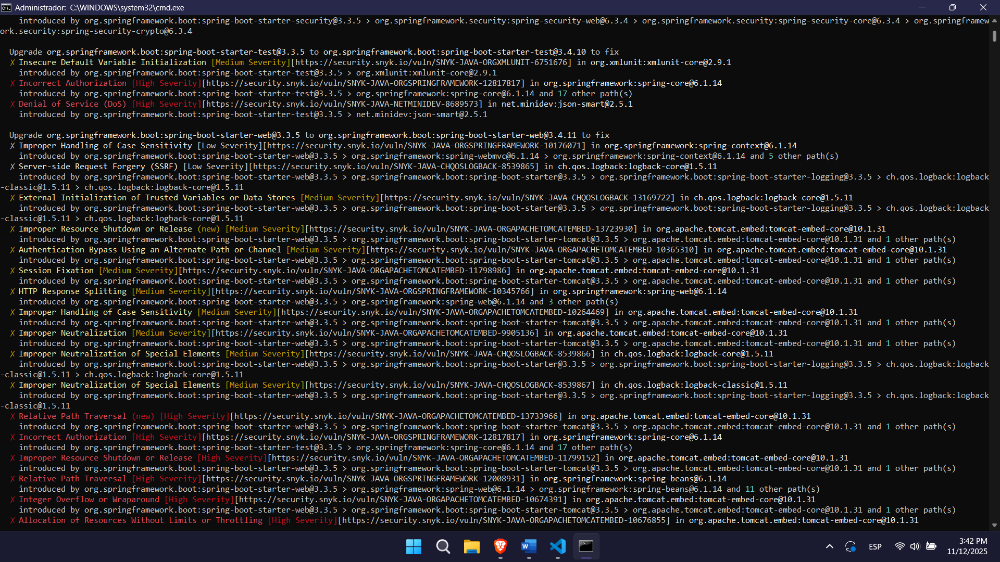 Administrador:  C:\WINDOWS\system32\cmd.exe
    introduced by org.springframework.boot:spring-boot-starter-security@3.3.5 > org.springframework.security:spring-security-web@6.3.4 > org.springframework.security:spring-security-core@6.3.4 > org.springframew
ork.security:spring-security-crypto@6.3.4
  Upgrade org.springframework.boot:spring-boot-starter-test@3.3.5 to org.springframework.boot:spring-boot-starter-test@3.4.10 to fix
  ✗ Insecure Default Variable Initialization [Medium Severity][https://security.snyk.io/vuln/SNYK-JAVA-ORGXMLUNIT-6751676] in org.xmlunit:xmlunit-core@2.9.1
    introduced by org.springframework.boot:spring-boot-starter-test@3.3.5 > org.xmlunit:xmlunit-core@2.9.1
  ✗ Incorrect Authorization [High Severity][https://security.snyk.io/vuln/SNYK-JAVA-ORGSPRINGFRAMEWORK-12817817] in org.springframework:spring-core@6.1.14
    introduced by org.springframework.boot:spring-boot-starter-test@3.3.5 > org.springframework:spring-core@6.1.14 and 17 other path(s)
  ✗ Denial of Service (DoS) [High Severity][https://security.snyk.io/vuln/SNYK-JAVA-NETMINIDEV-8689573] in net.minidev:json-smart@2.5.1
    introduced by org.springframework.boot:spring-boot-starter-test@3.3.5 > net.minidev:json-smart@2.5.1
  Upgrade org.springframework.boot:spring-boot-starter-web@3.3.5 to org.springframework.boot:spring-boot-starter-web@3.4.11 to fix
  ✗ Improper Handling of Case Sensitivity [Low Severity][https://security.snyk.io/vuln/SNYK-JAVA-ORGSPRINGFRAMEWORK-10176071] in org.springframework:spring-context@6.1.14
    introduced by org.springframework.boot:spring-boot-starter-web@3.3.5 > org.springframework:spring-webmvc@6.1.14 > org.springframework:spring-context@6.1.14 and 5 other path(s)
  ✗ Server-side Request Forgery (SSRF) [Low Severity][https://security.snyk.io/vuln/SNYK-JAVA-CHQOSLOGBACK-8539865] in ch.qos.logback:logback-core@1.5.11
    introduced by org.springframework.boot:spring-boot-starter-web@3.3.5 > org.springframework.boot:spring-boot-starter@3.3.5 > org.springframework.boot:spring-boot-starter-logging@3.3.5 > ch.qos.logback:logback
-classic@1.5.11 > ch.qos.logback:logback-core@1.5.11
  ✗ External Initialization of Trusted Variables or Data Stores [Medium Severity][https://security.snyk.io/vuln/SNYK-JAVA-CHQOSLOGBACK-13169722] in ch.qos.logback:logback-core@1.5.11
    introduced by org.springframework.boot:spring-boot-starter-web@3.3.5 > org.springframework.boot:spring-boot-starter@3.3.5 > org.springframework.boot:spring-boot-starter-logging@3.3.5 > ch.qos.logback:logback
-classic@1.5.11 > ch.qos.logback:logback-core@1.5.11
  ✗ Improper Resource Shutdown or Release (new) [Medium Severity][https://security.snyk.io/vuln/SNYK-JAVA-ORGAPACHETOMCATEMBED-13723930] in org.apache.tomcat.embed:tomcat-embed-core@10.1.31
    introduced by org.springframework.boot:spring-boot-starter-web@3.3.5 > org.springframework.boot:spring-boot-starter-tomcat@3.3.5 > org.apache.tomcat.embed:tomcat-embed-core@10.1.31 and 1 other path(s)
  ✗ Authentication Bypass Using an Alternate Path or Channel [Medium Severity][https://security.snyk.io/vuln/SNYK-JAVA-ORGAPACHETOMCATEMBED-10365310] in org.apache.tomcat.embed:tomcat-embed-core@10.1.31
    introduced by org.springframework.boot:spring-boot-starter-web@3.3.5 > org.springframework.boot:spring-boot-starter-tomcat@3.3.5 > org.apache.tomcat.embed:tomcat-embed-core@10.1.31 and 1 other path(s)
  ✗ Session Fixation [Medium Severity][https://security.snyk.io/vuln/SNYK-JAVA-ORGAPACHETOMCATEMBED-11798986] in org.apache.tomcat.embed:tomcat-embed-core@10.1.31
    introduced by org.springframework.boot:spring-boot-starter-web@3.3.5 > org.springframework.boot:spring-boot-starter-tomcat@3.3.5 > org.apache.tomcat.embed:tomcat-embed-core@10.1.31 and 1 other path(s)
  ✗ HTTP Response Splitting [Medium Severity][https://security.snyk.io/vuln/SNYK-JAVA-ORGSPRINGFRAMEWORK-10345766] in org.springframework:spring-web@6.1.14
    introduced by org.springframework.boot:spring-boot-starter-web@3.3.5 > org.springframework:spring-web@6.1.14 and 3 other path(s)
  ✗ Improper Handling of Case Sensitivity [Medium Severity][https://security.snyk.io/vuln/SNYK-JAVA-ORGAPACHETOMCATEMBED-10264469] in org.apache.tomcat.embed:tomcat-embed-core@10.1.31
    introduced by org.springframework.boot:spring-boot-starter-web@3.3.5 > org.springframework.boot:spring-boot-starter-tomcat@3.3.5 > org.apache.tomcat.embed:tomcat-embed-core@10.1.31 and 1 other path(s)
  ✗ Improper Neutralization [Medium Severity][https://security.snyk.io/vuln/SNYK-JAVA-ORGAPACHETOMCATEMBED-9905136] in org.apache.tomcat.embed:tomcat-embed-core@10.1.31
    introduced by org.springframework.boot:spring-boot-starter-web@3.3.5 > org.springframework.boot:spring-boot-starter-tomcat@3.3.5 > org.apache.tomcat.embed:tomcat-embed-core@10.1.31 and 1 other path(s)
  ✗ Improper Neutralization of Special Elements [Medium Severity][https://security.snyk.io/vuln/SNYK-JAVA-CHQOSLOGBACK-8539866] in ch.qos.logback:logback-core@1.5.11
    introduced by org.springframework.boot:spring-boot-starter-web@3.3.5 > org.springframework.boot:spring-boot-starter@3.3.5 > org.springframework.boot:spring-boot-starter-logging@3.3.5 > ch.qos.logback:logback
-classic@1.5.11 > ch.qos.logback:logback-core@1.5.11
  ✗ Improper Neutralization of Special Elements [Medium Severity][https://security.snyk.io/vuln/SNYK-JAVA-CHQOSLOGBACK-8539867] in ch.qos.logback:logback-classic@1.5.11
    introduced by org.springframework.boot:spring-boot-starter-web@3.3.5 > org.springframework.boot:spring-boot-starter@3.3.5 > org.springframework.boot:spring-boot-starter-logging@3.3.5 > ch.qos.logback:logback
-classic@1.5.11
  ✗ Relative Path Traversal (new) [High Severity][https://security.snyk.io/vuln/SNYK-JAVA-ORGAPACHETOMCATEMBED-13733966] in org.apache.tomcat.embed:tomcat-embed-core@10.1.31
    introduced by org.springframework.boot:spring-boot-starter-web@3.3.5 > org.springframework.boot:spring-boot-starter-tomcat@3.3.5 > org.apache.tomcat.embed:tomcat-embed-core@10.1.31 and 1 other path(s)
  ✗ Incorrect Authorization [High Severity][https://security.snyk.io/vuln/SNYK-JAVA-ORGSPRINGFRAMEWORK-12817817] in org.springframework:spring-core@6.1.14
    introduced by org.springframework.boot:spring-boot-starter-test@3.3.5 > org.springframework:spring-core@6.1.14 and 17 other path(s)
  ✗ Improper Resource Shutdown or Release [High Severity][https://security.snyk.io/vuln/SNYK-JAVA-ORGAPACHETOMCATEMBED-11799152] in org.apache.tomcat.embed:tomcat-embed-core@10.1.31
    introduced by org.springframework.boot:spring-boot-starter-web@3.3.5 > org.springframework.boot:spring-boot-starter-tomcat@3.3.5 > org.apache.tomcat.embed:tomcat-embed-core@10.1.31 and 1 other path(s)
  ✗ Relative Path Traversal [High Severity][https://security.snyk.io/vuln/SNYK-JAVA-ORGSPRINGFRAMEWORK-12008931] in org.springframework:spring-beans@6.1.14
    introduced by org.springframework.boot:spring-boot-starter-web@3.3.5 > org.springframework:spring-web@6.1.14 > org.springframework:spring-beans@6.1.14 and 11 other path(s)
  ✗ Integer Overflow or Wraparound [High Severity][https://security.snyk.io/vuln/SNYK-JAVA-ORGAPACHETOMCATEMBED-10674391] in org.apache.tomcat.embed:tomcat-embed-core@10.1.31
    introduced by org.springframework.boot:spring-boot-starter-web@3.3.5 > org.springframework.boot:spring-boot-starter-tomcat@3.3.5 > org.apache.tomcat.embed:tomcat-embed-core@10.1.31 and 1 other path(s)
  ✗ Allocation of Resources Without Limits or Throttling [High Severity][https://security.snyk.io/vuln/SNYK-JAVA-ORGAPACHETOMCATEMBED-10676855] in org.apache.tomcat.embed:tomcat-embed-core@10.1.31
ESP
3:42 PM
11/12/2025